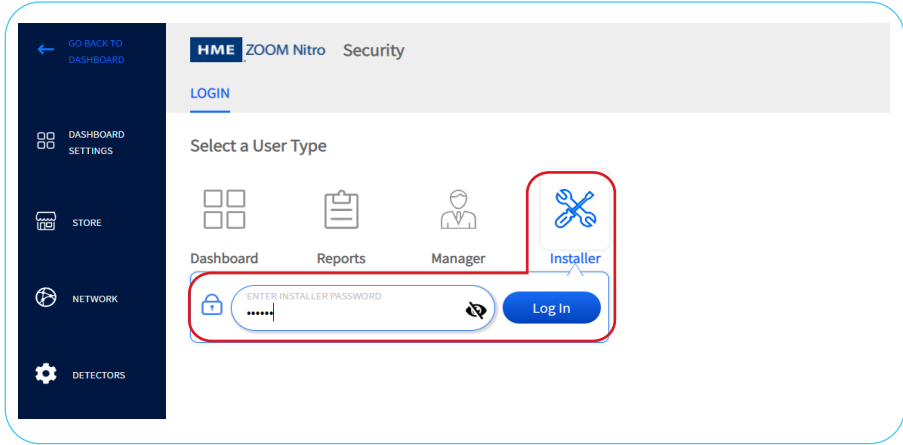 GO BACK TO
DASHBOARD
HME ZOOM Nitro Security
LOGIN
DASHBOARD
SETTINGS
Select a User Type
STORE
Dashboard Reports Manager Installer
NETWORK
ENTER INSTALLER PASSWORD
••••••
Log In
DETECTORS